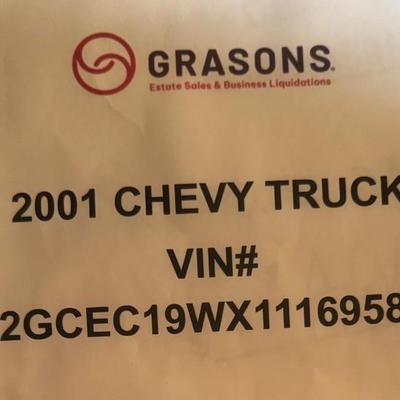 GRASONS®
Estate Sales & Business Liquidations
2001 CHEVY TRUCK
VIN#
2GCEC19WX1116958